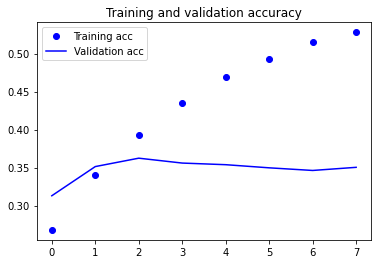 Training and validation accuracy
Training acc
Validation acc
0.50
0.45
0.40
0.35
0.30
0 1 2 3 4 5 6 7